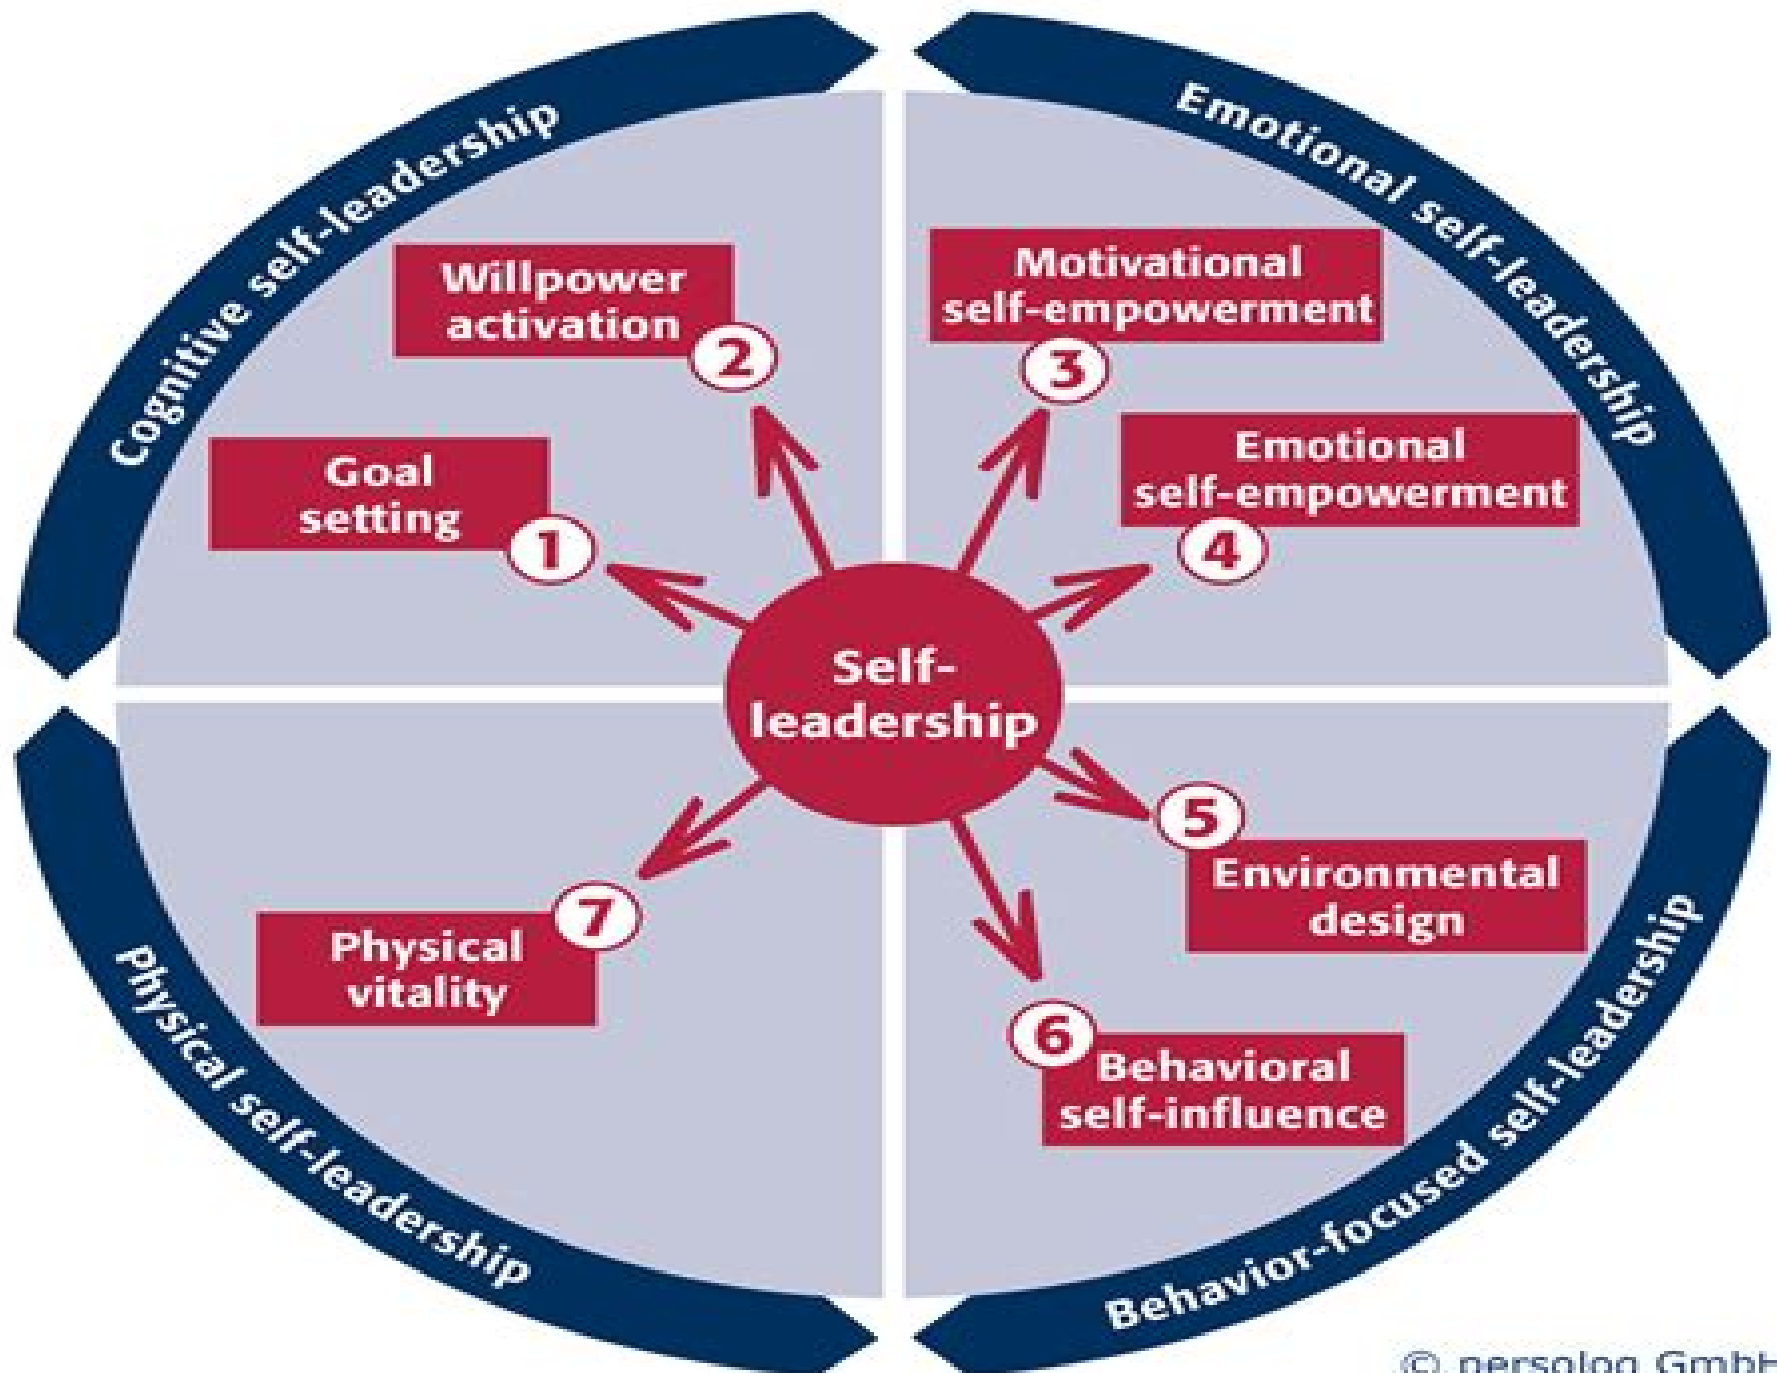 Cognitive self-leadership
Emotional self-leadership
Willpower
activation
2
Goal
setting
1
Motivational
self-empowerment
3
Emotional
self-empowerment
4
Self-
leadership
5
Environmental
design
6
Behavioral
self-influence
7
Physical
vitality
Physical self-leadership
Behavior-focused self-leadership
© persolog GmbH